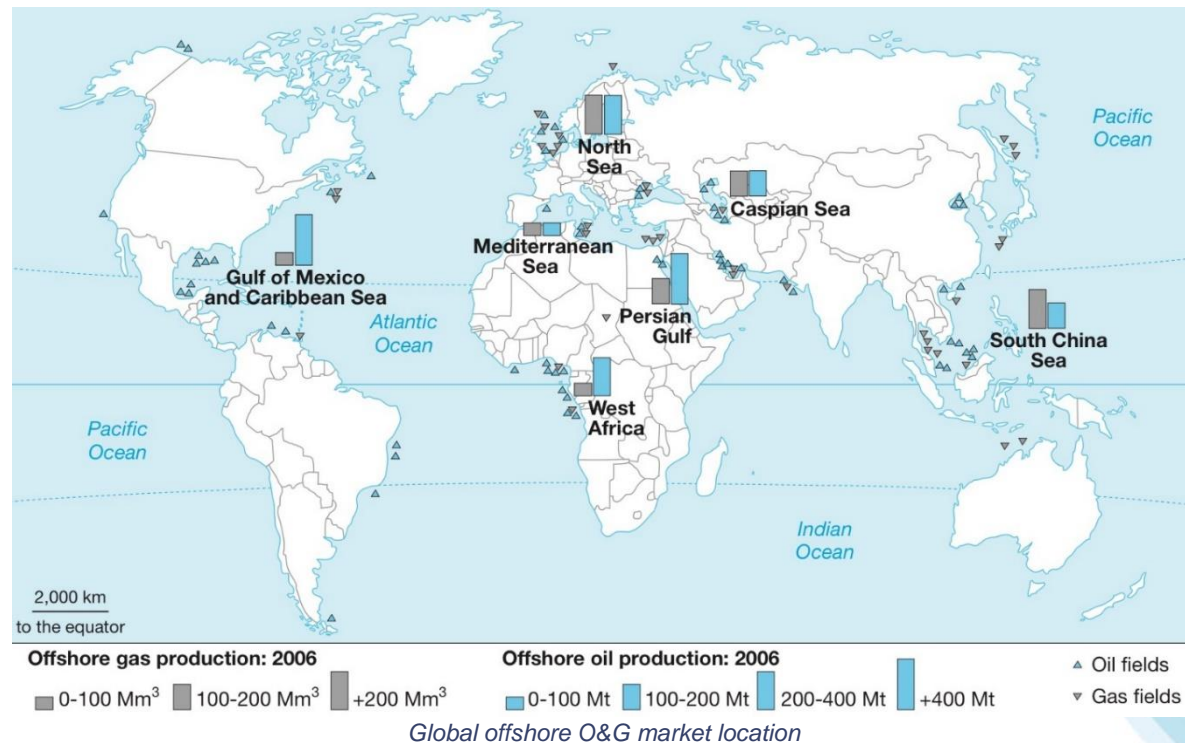 Pacific
Ocean
North
Sea
Caspian Sea
Mediterranean
Sea
Gulf of Mexico
and Caribbean Sea
Atlantic
Ocean
Persian
Gulf
South China
Sea
West
Africa
Pacific
Ocean
Indian
Ocean
2,000 km
to the equator
Offshore gas production: 2006
0-100 Mm³
100-200 Mm³
+200 Mm³
Offshore oil production: 2006
0-100 Mt
100-200 Mt
200-400 Mt
+400 Mt
Oil fields
Gas fields
Global offshore O&G market location